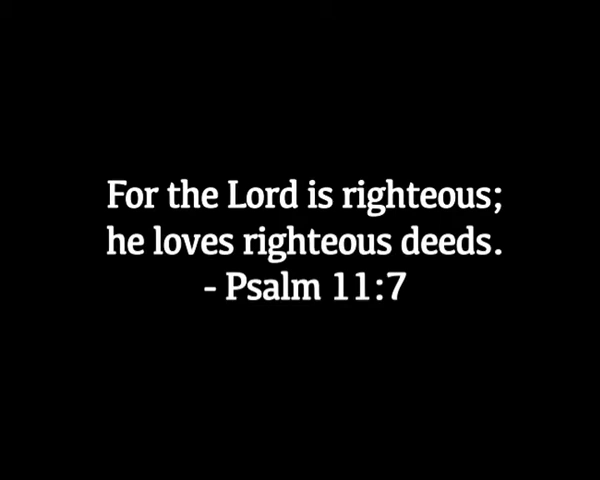 For the Lord is righteous;
he loves righteous deeds.
- Psalm 11:7